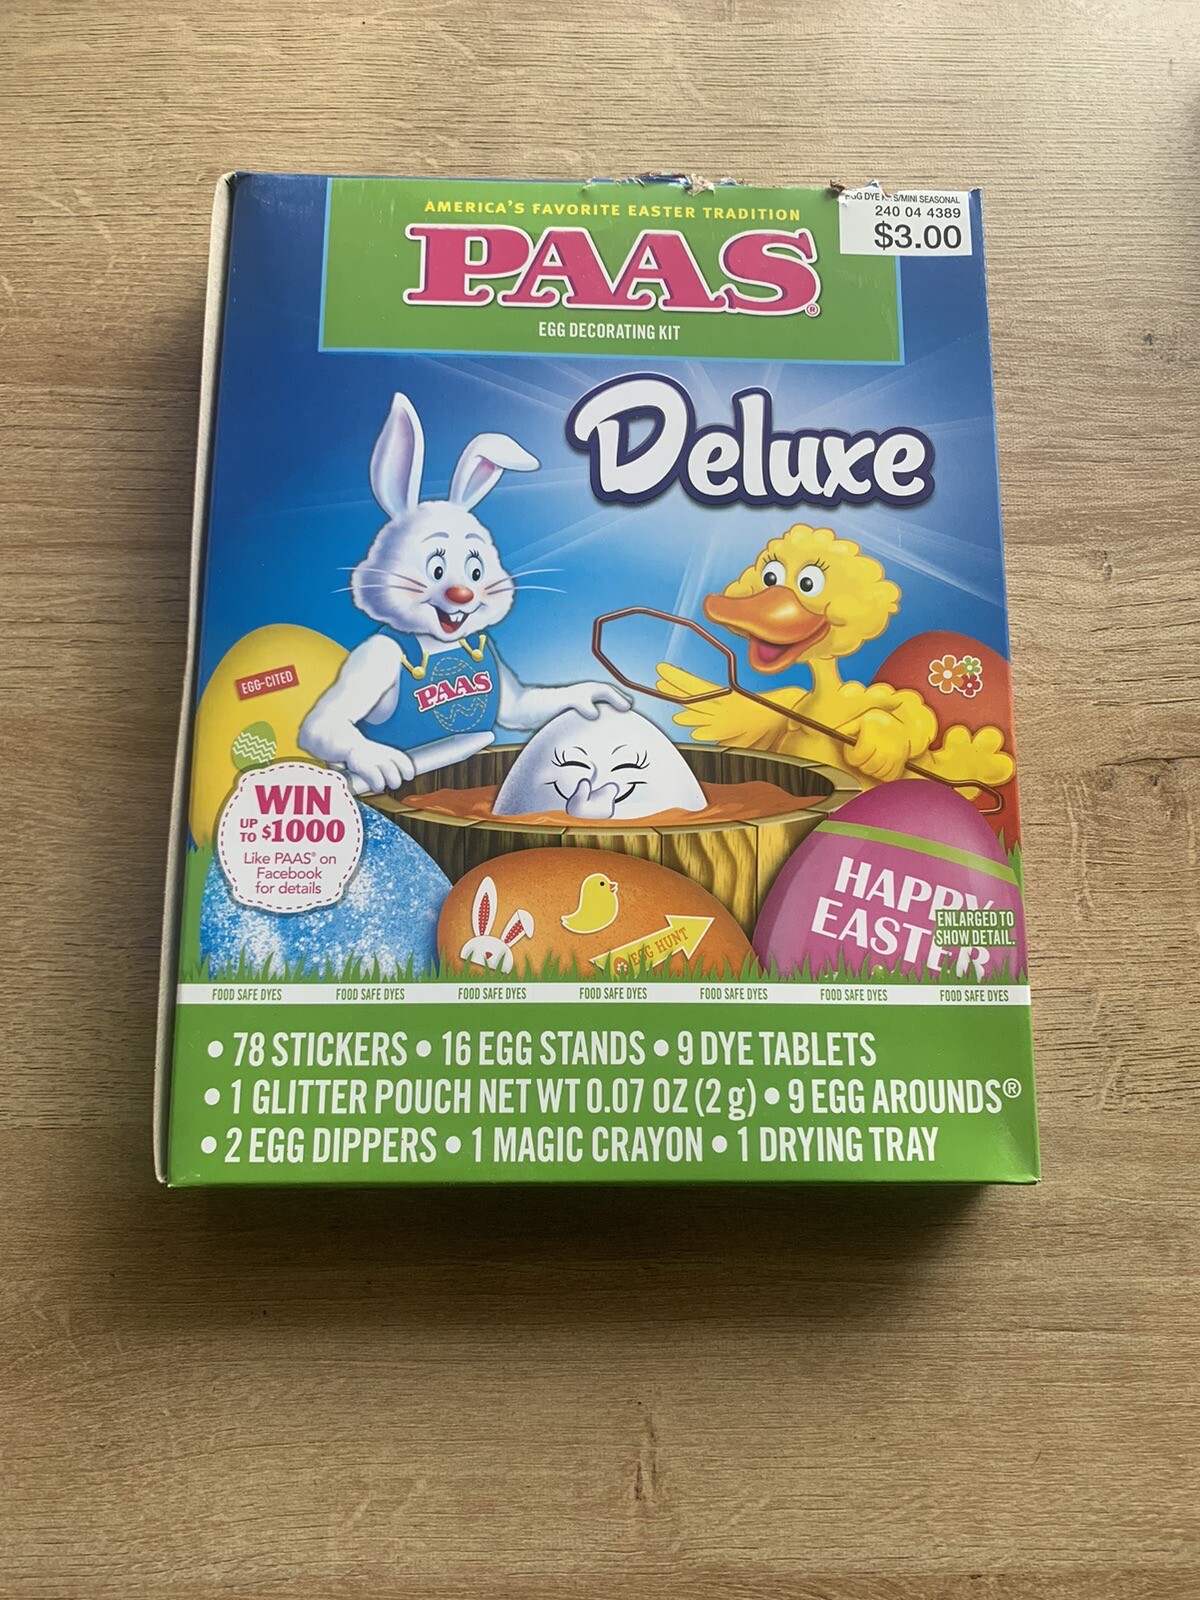 AMERICA'S FAVORITE EASTER TRADITION
PAAS®
EGG DECORATING KIT
S/MINI SEASONAL
240 04 4389
$3.00
Deluxe
PAAS
EGG-CITED
WIN
UP TO $1000
Like PAAS® on
Facebook
for details
EGG HUNT
HAPPY
EASTER
ENLARGED TO
SHOW DETAIL.
FOOD SAFE DYES FOOD SAFE DYES FOOD SAFE DYES FOOD SAFE DYES FOOD SAFE DYES FOOD SAFE DYES FOOD SAFE DYES
• 78 STICKERS • 16 EGG STANDS • 9 DYE TABLETS
• 1 GLITTER POUCH NET WT 0.07 OZ (2 g) • 9 EGG AROUNDS®
• 2 EGG DIPPERS • 1 MAGIC CRAYON • 1 DRYING TRAY